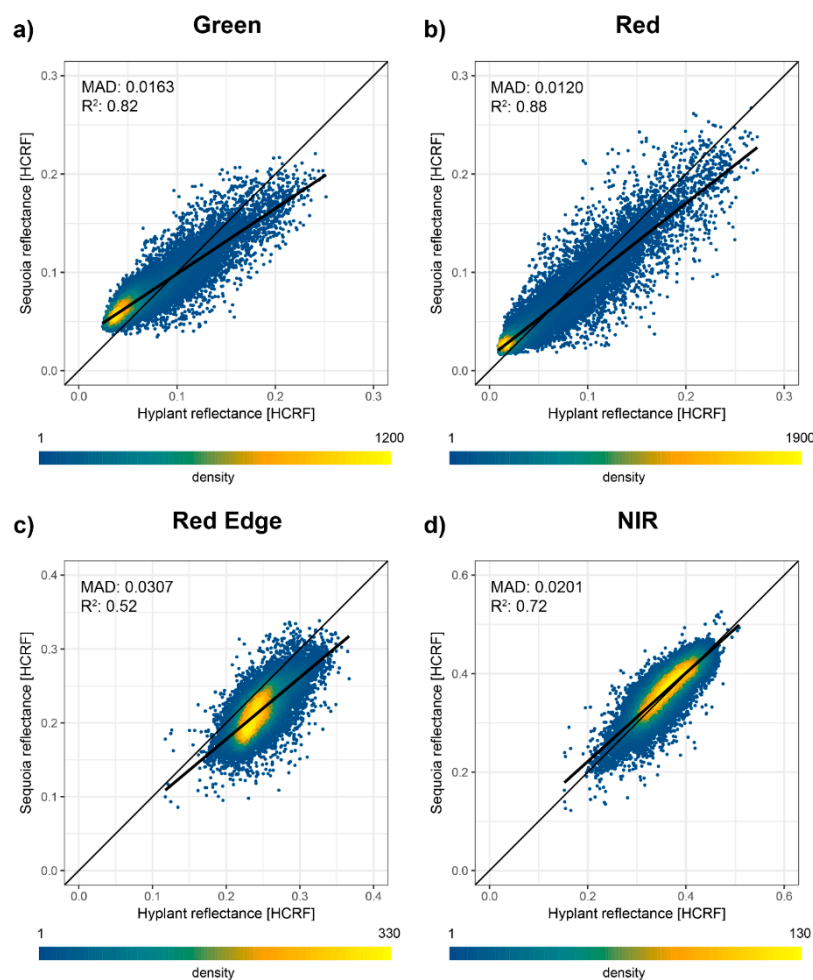 a)
Green
MAD: 0.0163
R²: 0.82
0.3
0.2
0.1
0.0
Sequoia reflectance [HCRF]
0.0 0.1 0.2 0.3
Hyplant reflectance [HCRF]
1 1200
density
b)
Red
MAD: 0.0120
R²: 0.88
0.3
0.2
0.1
0.0
Sequoia reflectance [HCRF]
0.0 0.1 0.2 0.3
Hyplant reflectance [HCRF]
1 1900
density
c)
Red Edge
MAD: 0.0307
R²: 0.52
0.4
0.3
0.2
0.1
0.0
Sequoia reflectance [HCRF]
0.0 0.1 0.2 0.3 0.4
Hyplant reflectance [HCRF]
1 330
density
d)
NIR
MAD: 0.0201
R²: 0.72
0.6
0.4
0.2
0.0
Sequoia reflectance [HCRF]
0.0 0.2 0.4 0.6
Hyplant reflectance [HCRF]
1 130
density